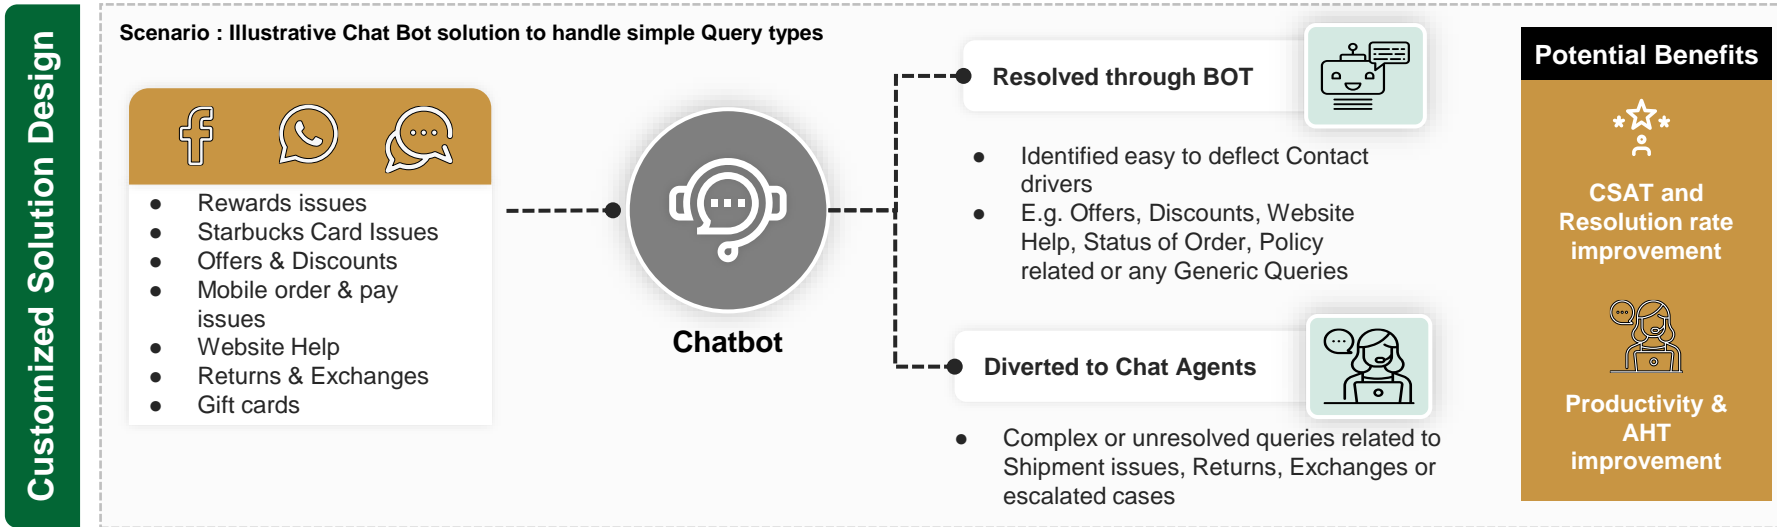 Customized Solution Design
Scenario : Illustrative Chat Bot solution to handle simple Query types
● Rewards issues
● Starbucks Card Issues
● Offers & Discounts
● Mobile order & pay
issues
● Website Help
● Returns & Exchanges
● Gift cards
Chatbot
Resolved through BOT
● Identified easy to deflect Contact
drivers
● E.g. Offers, Discounts, Website
Help, Status of Order, Policy
related or any Generic Queries
Diverted to Chat Agents
● Complex or unresolved queries related to
Shipment issues, Returns, Exchanges or
escalated cases
Potential Benefits
CSAT and
Resolution rate
improvement
Productivity &
AHT
improvement